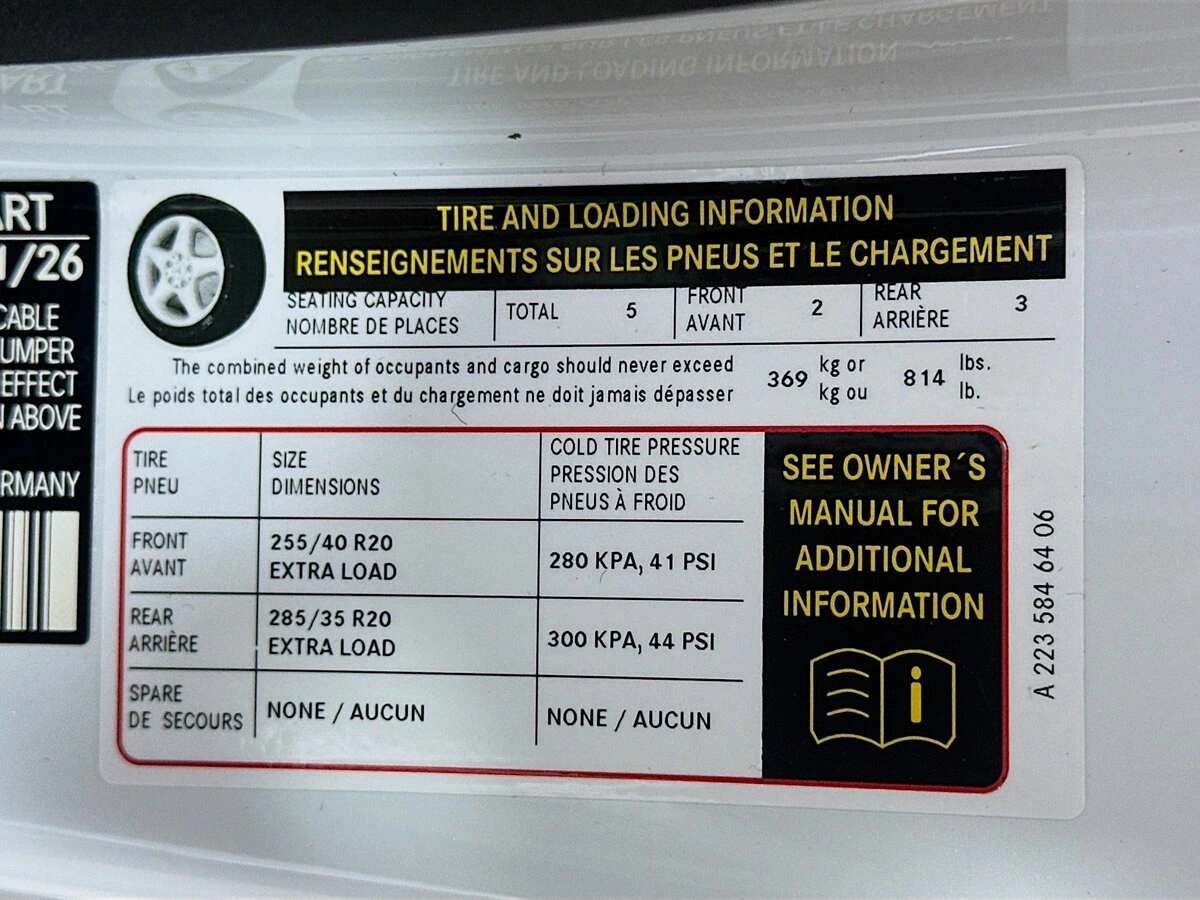 ART
1/26
CABLE
UMPER
EFFECT
N ABOVE
RMANY
TIRE AND LOADING INFORMATION
RENSEIGNEMENTS SUR LES PNEUS ET LE CHARGEMENT
SEATING CAPACITY
NOMBRE DE PLACES
TOTAL 5
FRONT
AVANT
2
REAR
ARRIÈRE
3
The combined weight of occupants and cargo should never exceed
Le poids total des occupants et du chargement ne doit jamais dépasser
369
kg or
kg ou
814
lbs.
lb.
TIRE
PNEU
SIZE
DIMENSIONS
COLD TIRE PRESSURE
PRESSION DES
PNEUS À FROID
FRONT
AVANT
255/40 R20
EXTRA LOAD
280 KPA, 41 PSI
REAR
ARRIÈRE
285/35 R20
EXTRA LOAD
300 KPA, 44 PSI
SPARE
DE SECOURS
NONE / AUCUN
NONE / AUCUN
SEE OWNER´S
MANUAL FOR
ADDITIONAL
INFORMATION
A 223 584 64 06